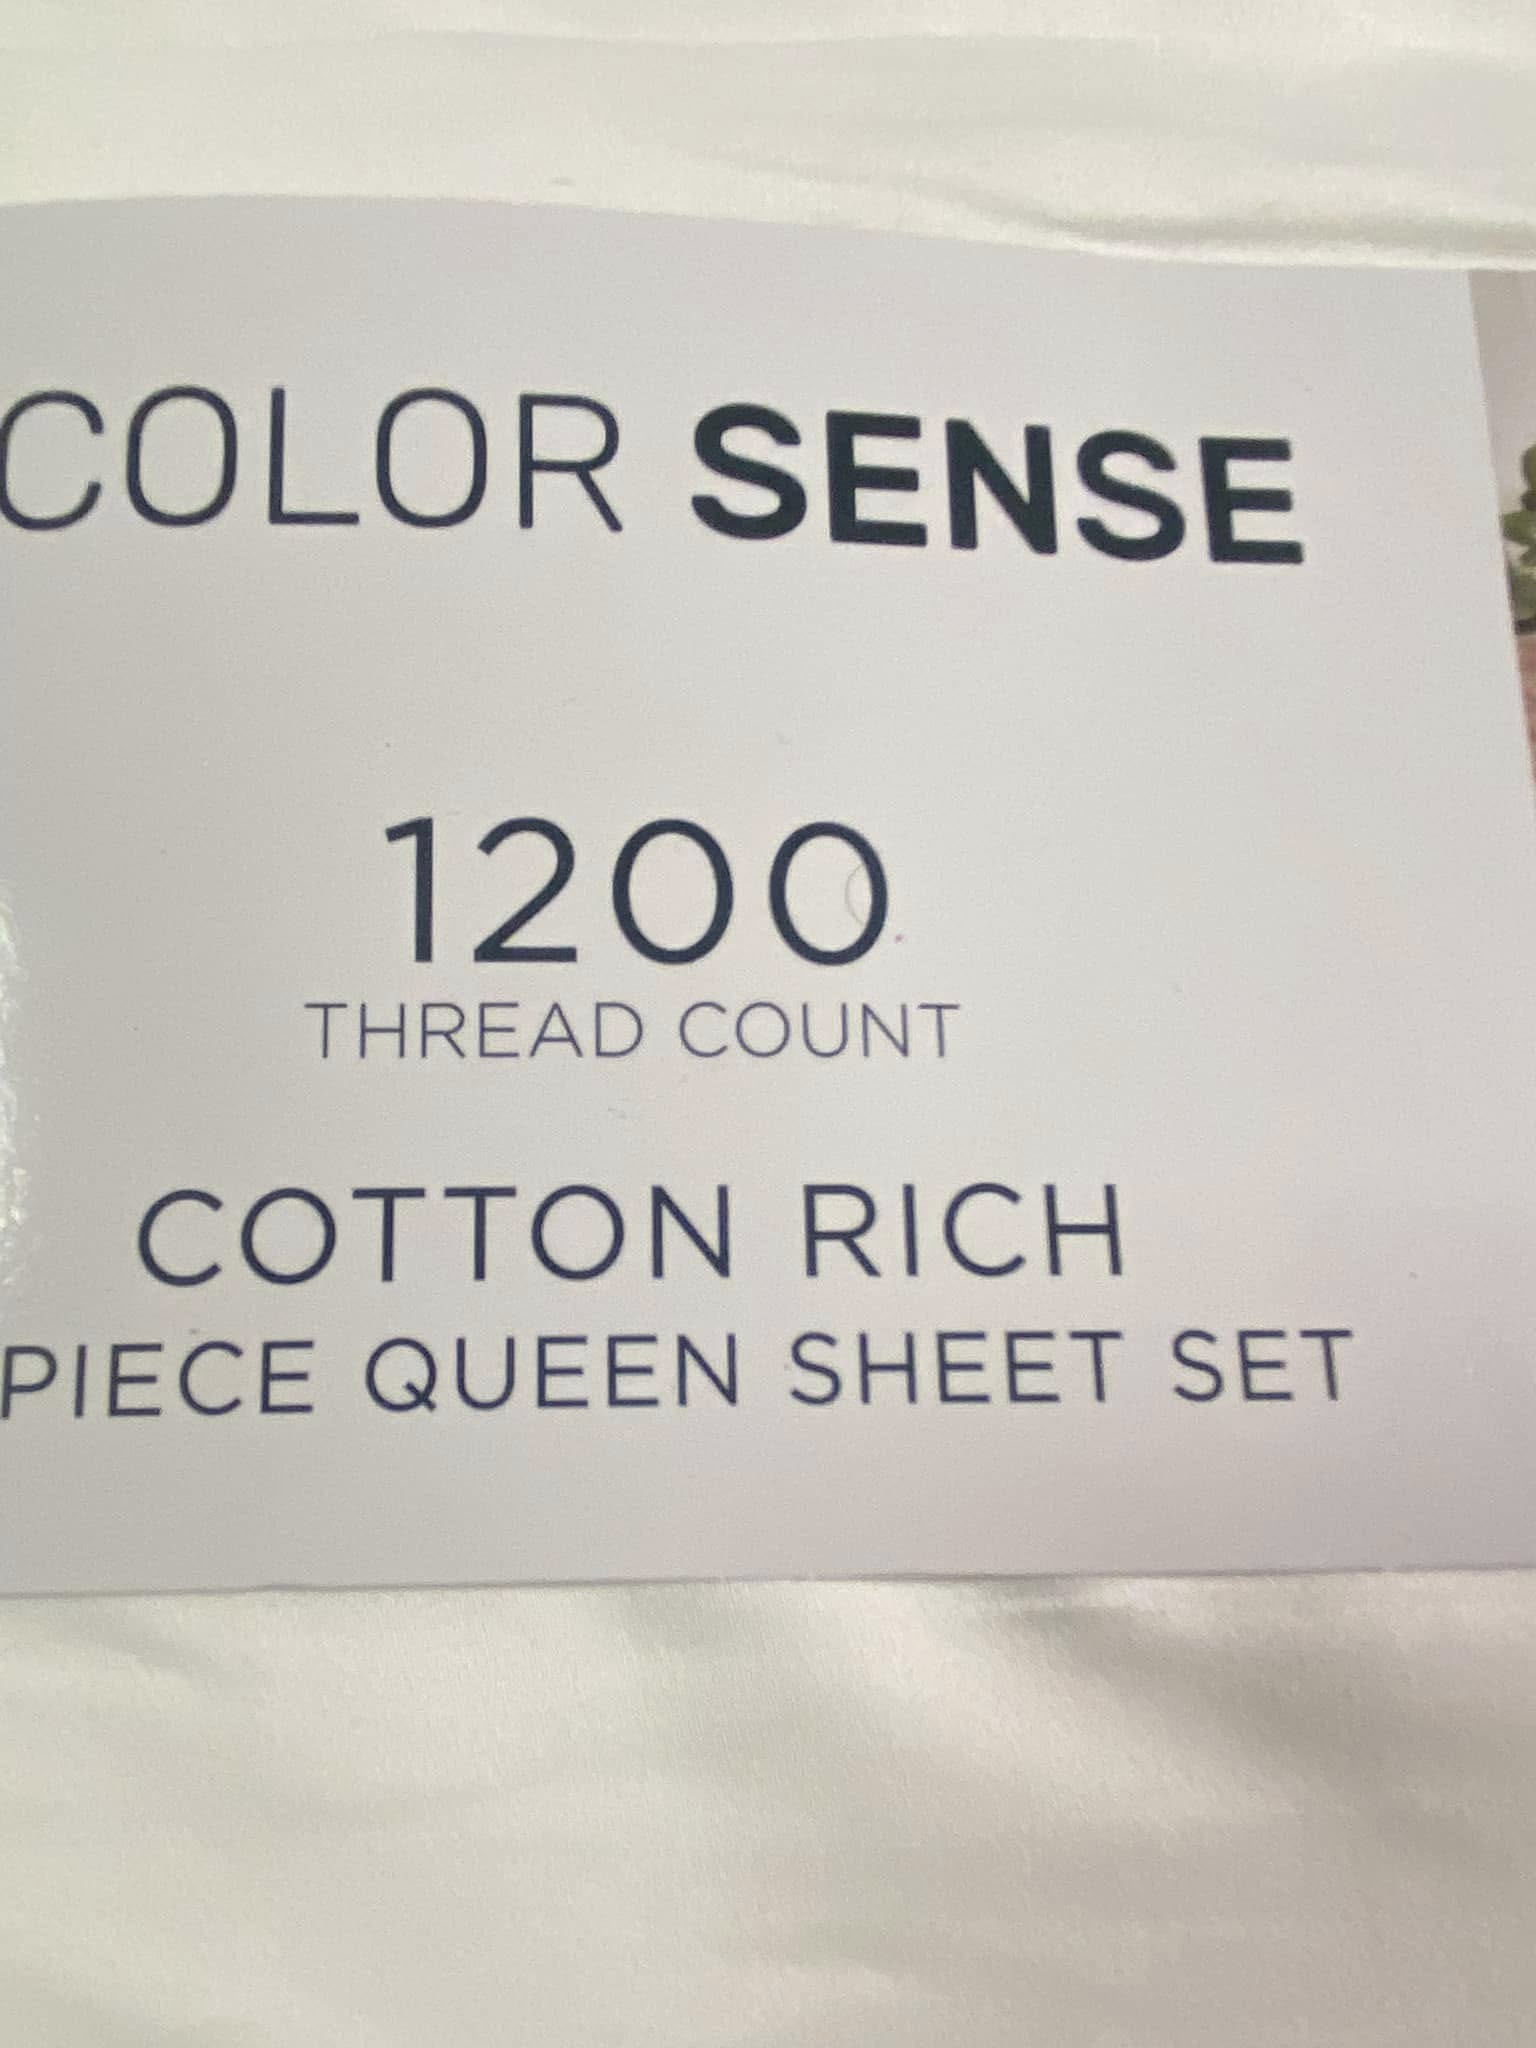 COLOR SENSE
1200
THREAD COUNT
COTTON RICH
PIECE QUEEN SHEET SET